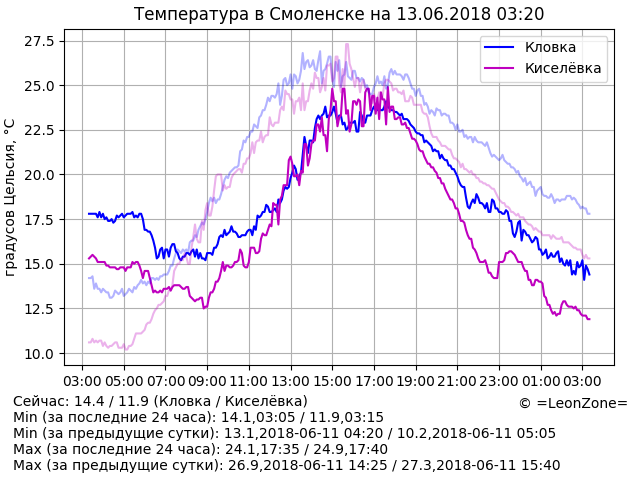 Температура в Смоленске на 13.06.2018 03:20
градусов Цельсия, °C
27.5
25.0
22.5
20.0
17.5
15.0
12.5
10.0
Кловка
Киселёвка
03:00 05:00 07:00 09:00 11:00 13:00 15:00 17:00 19:00 21:00 23:00 01:00 03:00
Сейчас: 14.4 / 11.9 (Кловка / Киселёвка)
© =LeonZone=
Min (за последние 24 часа): 14.1,03:05 / 11.9,03:15
Min (за предыдущие сутки): 13.1,2018-06-11 04:20 / 10.2,2018-06-11 05:05
Max (за последние 24 часа): 24.1,17:35 / 24.9,17:40
Max (за предыдущие сутки): 26.9,2018-06-11 14:25 / 27.3,2018-06-11 15:40